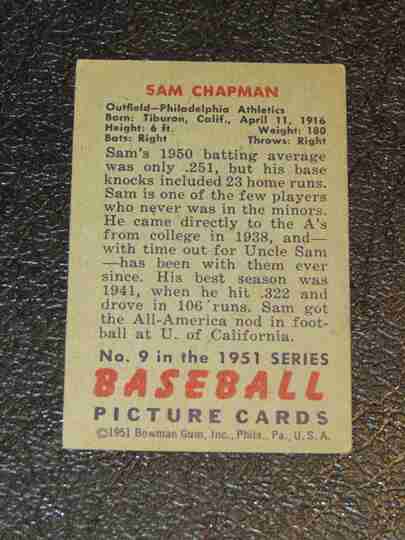 SAM CHAPMAN
Outfield—Philadelphia Athletics
Born: Tiburon, Calif., April 11, 1916
Height: 6 ft. Weight: 180
Bats: Right Throws: Right
Sam's 1950 batting average
was only .251, but his base
knocks included 23 home runs.
Sam is one of the few players
who never was in the minors.
He came directly to the A's
from college in 1938, and—
with time out for Uncle Sam
—has been with them ever
since. His best season was
1941, when he hit .322 and
drove in 106 runs. Sam got
the All-America nod in foot-
ball at U. of California.
No. 9 in the 1951 SERIES
BASEBALL
PICTURE CARDS
©1951 Bowman Gum, Inc., Phila., Pa., U. S. A.